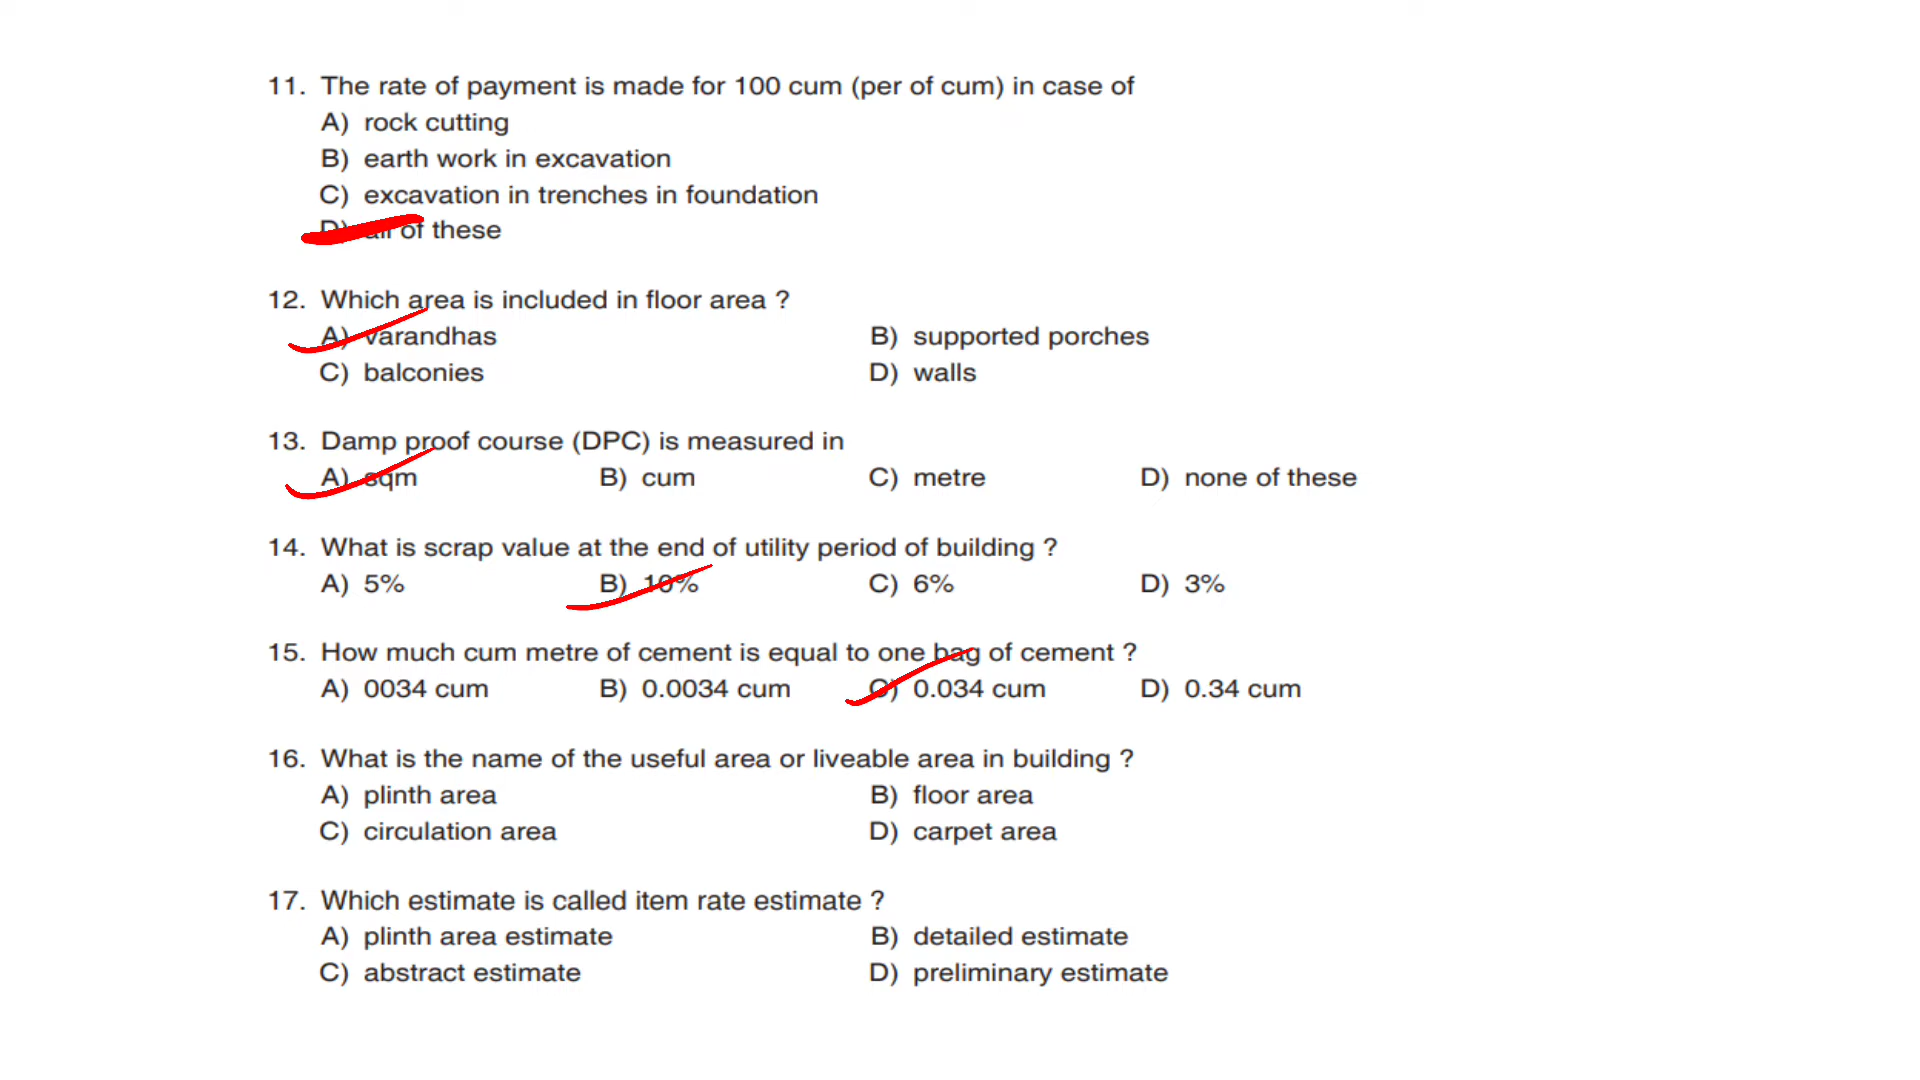 11. The rate of payment is made for 100 cum (per of cum) in case of
A) rock cutting
B) earth work in excavation
C) excavation in trenches in foundation
D) all of these
12. Which area is included in floor area ?
A) varandhas B) supported porches
C) balconies D) walls
13. Damp proof course (DPC) is measured in
A) sqm B) cum C) metre D) none of these
14. What is scrap value at the end of utility period of building ?
A) 5% B) 10% C) 6% D) 3%
15. How much cum metre of cement is equal to one bag of cement ?
A) 0034 cum B) 0.0034 cum C) 0.034 cum D) 0.34 cum
16. What is the name of the useful area or liveable area in building ?
A) plinth area B) floor area
C) circulation area D) carpet area
17. Which estimate is called item rate estimate ?
A) plinth area estimate B) detailed estimate
C) abstract estimate D) preliminary estimate